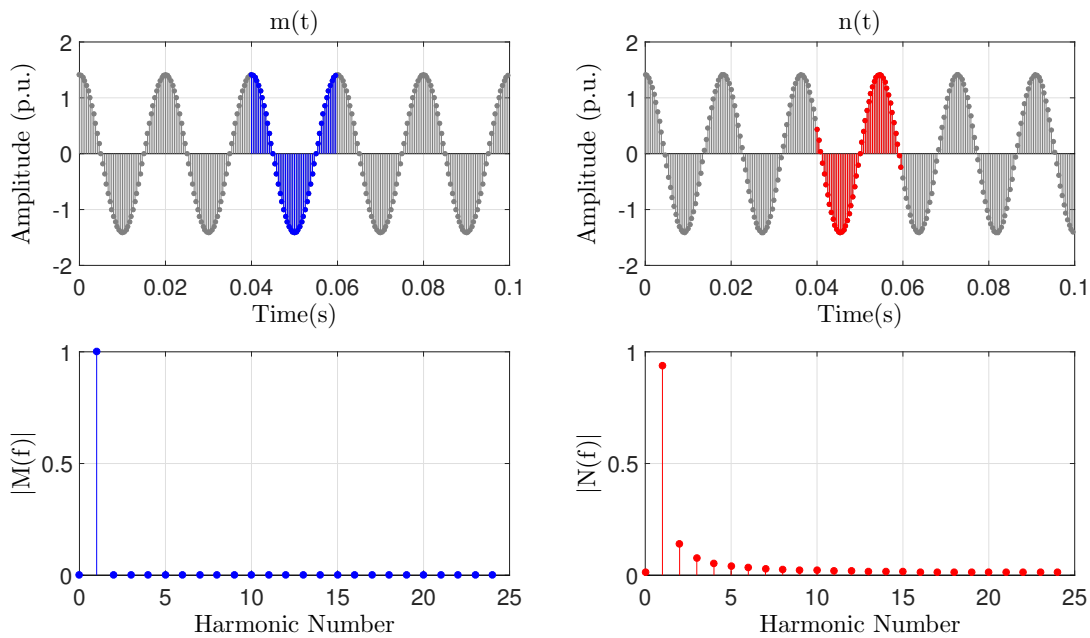 m(t)
2
1
0
-1
-2
Amplitude (p.u.)
0 0.02 0.04 0.06 0.08 0.1
Time(s)
n(t)
2
1
0
-1
-2
Amplitude (p.u.)
0 0.02 0.04 0.06 0.08 0.1
Time(s)
1
0.5
0
|M(f)|
0 5 10 15 20 25
Harmonic Number
1
0.5
0
|N(f)|
0 5 10 15 20 25
Harmonic Number